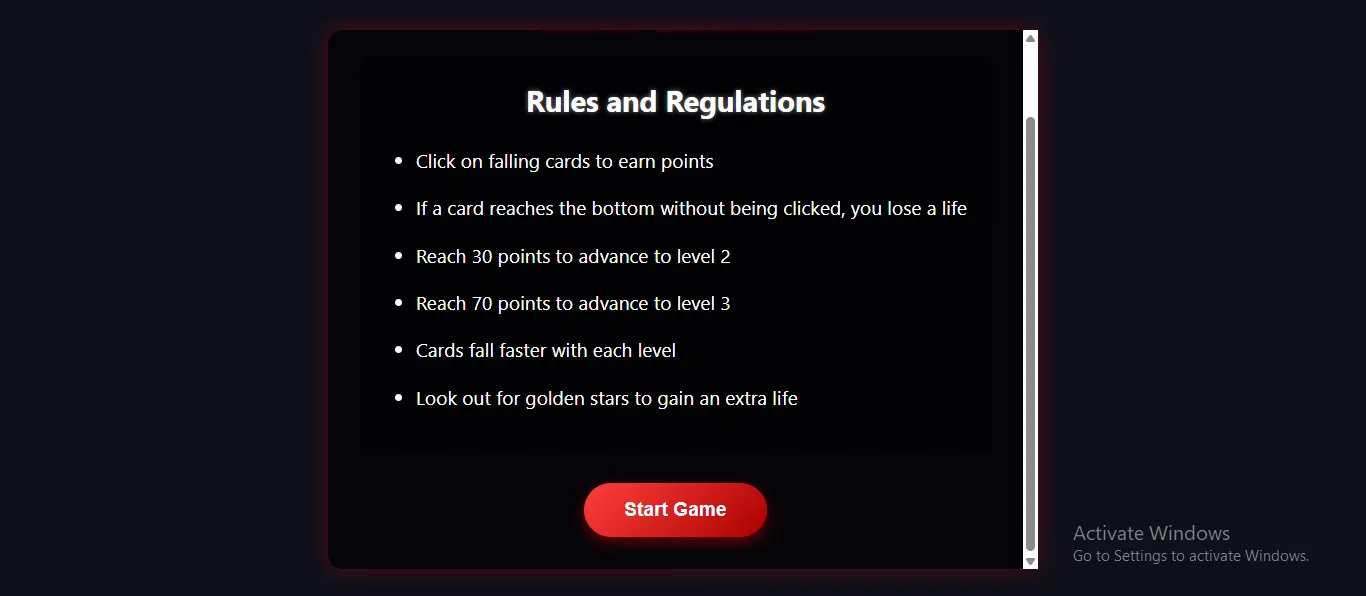 Rules and Regulations
Click on falling cards to earn points
If a card reaches the bottom without being clicked, you lose a life
Reach 30 points to advance to level 2
Reach 70 points to advance to level 3
Cards fall faster with each level
Look out for golden stars to gain an extra life
Start Game
Activate Windows
Go to Settings to activate Windows.